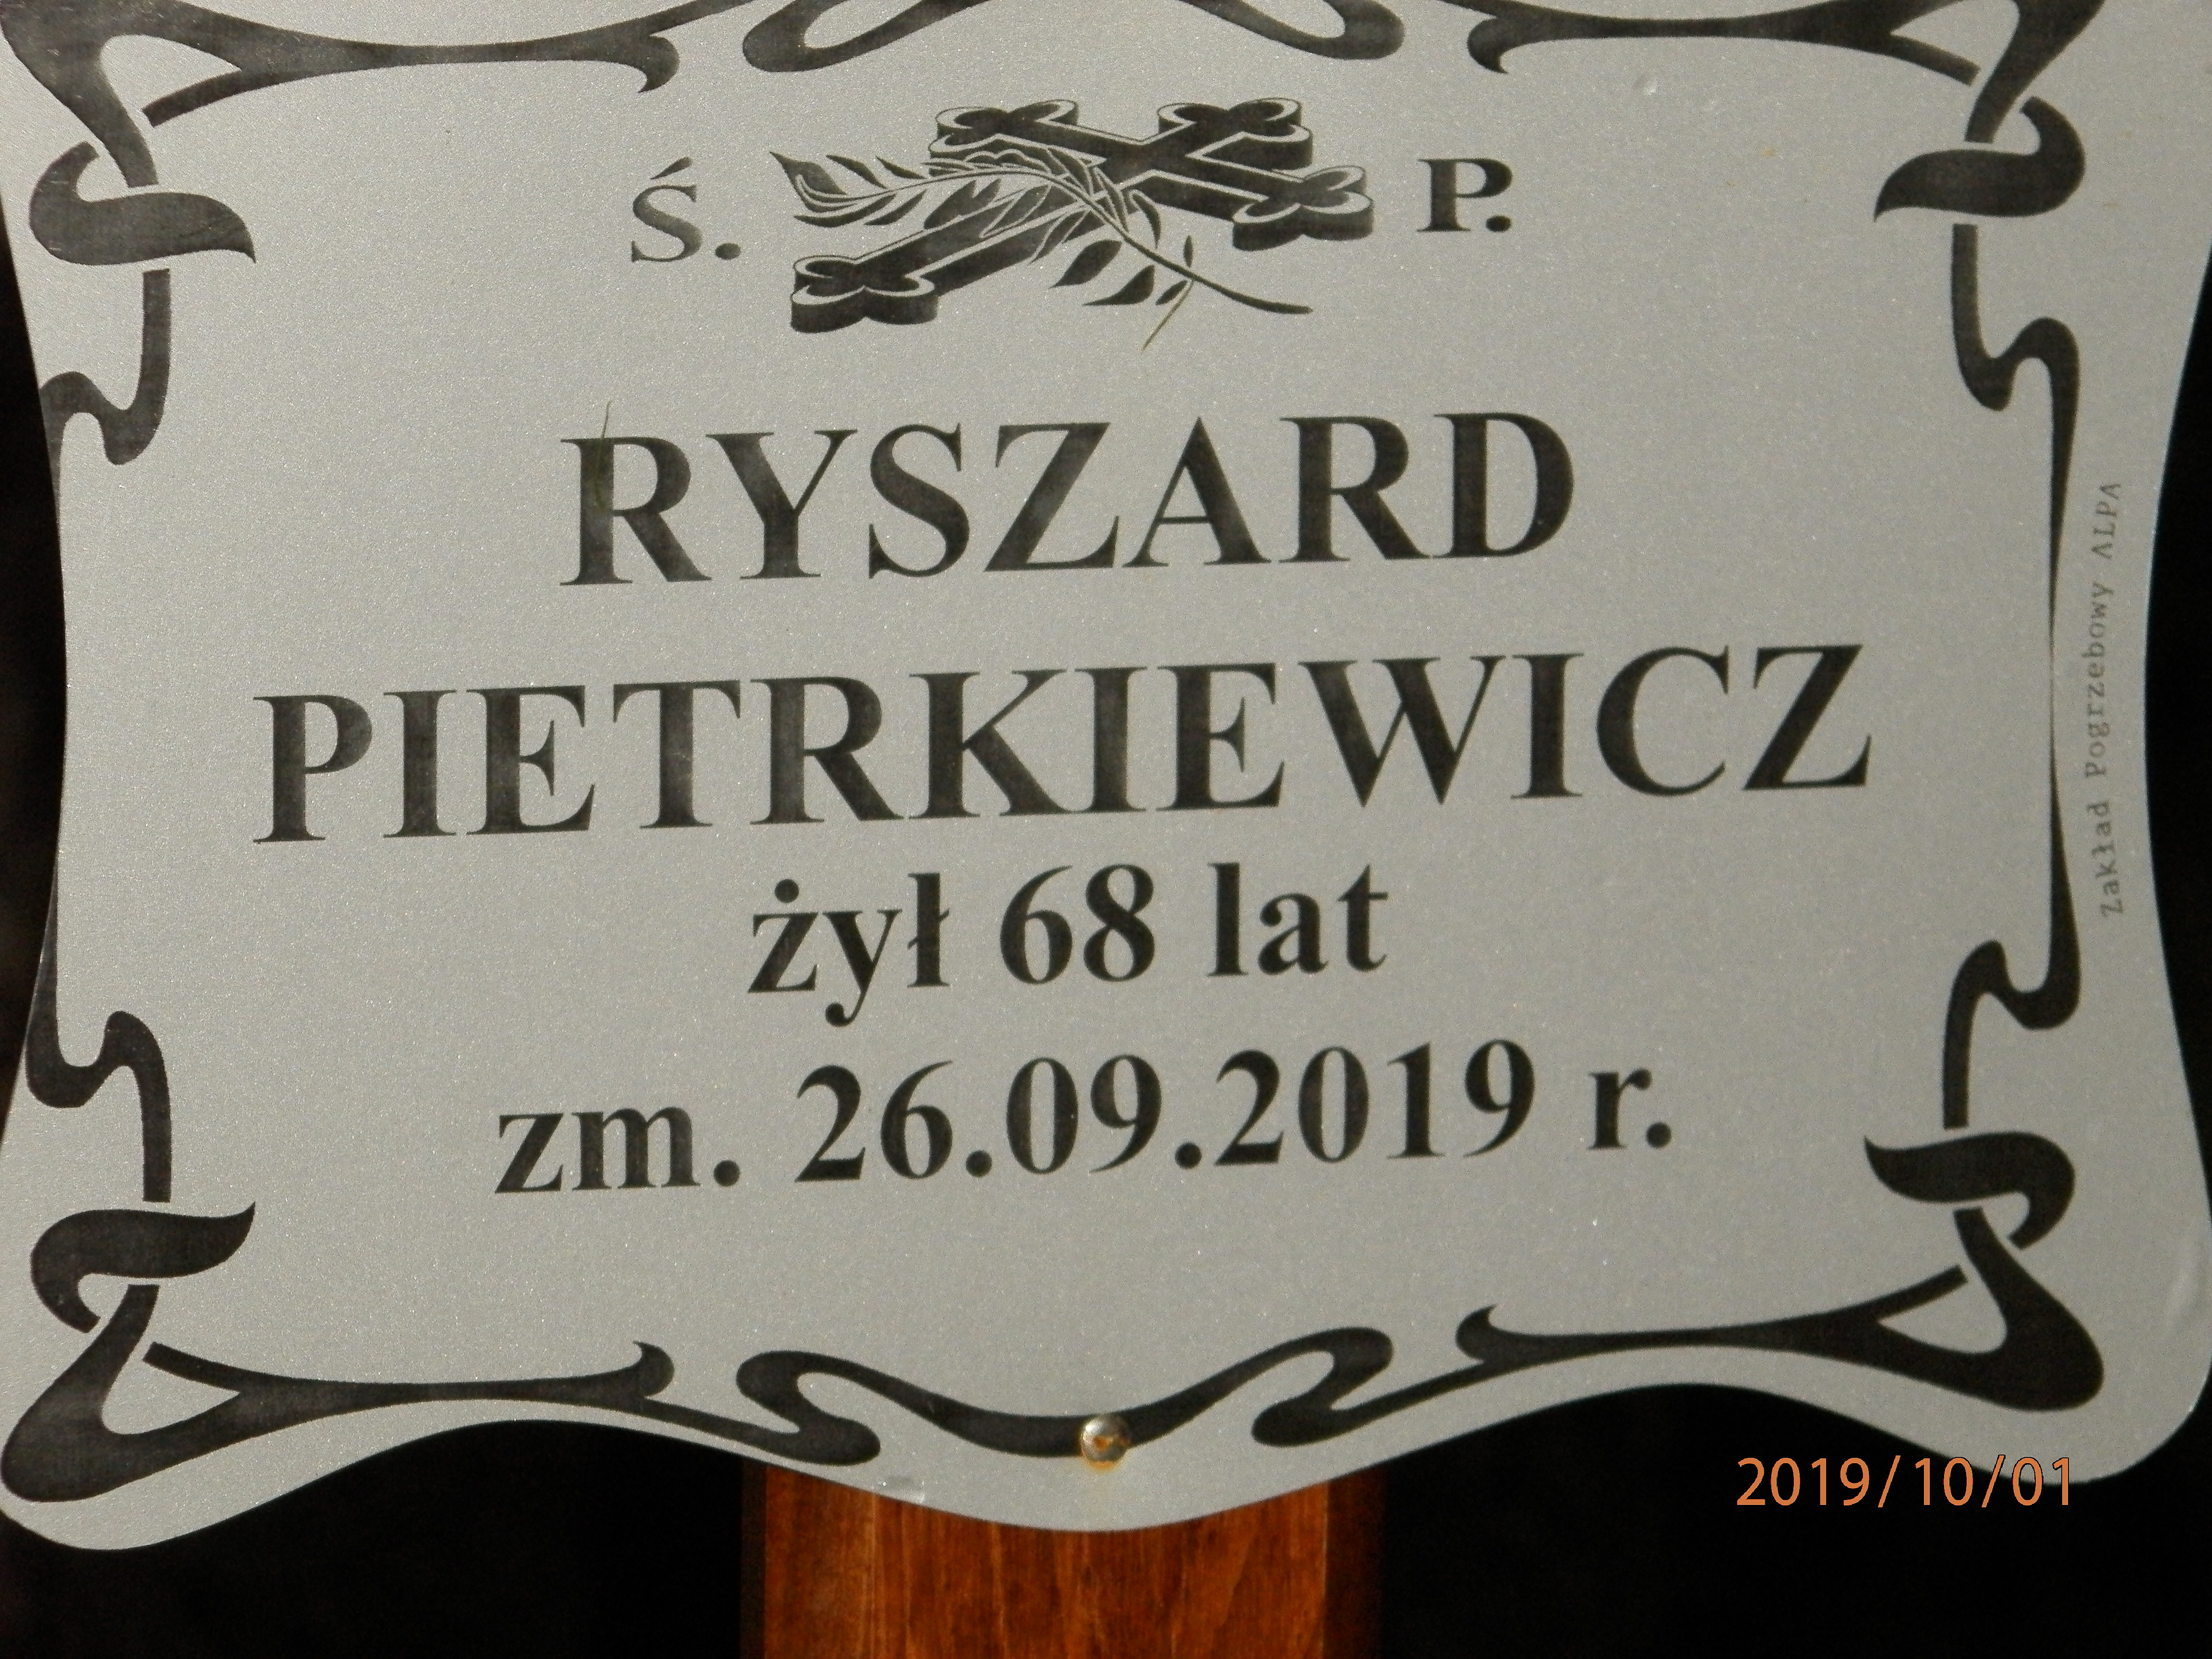 Ś. P.
RYSZARD
PIETRKIEWICZ
żył 68 lat
zm. 26.09.2019 r.
Zakład Pogrzebowy ALPA
2019/10/01